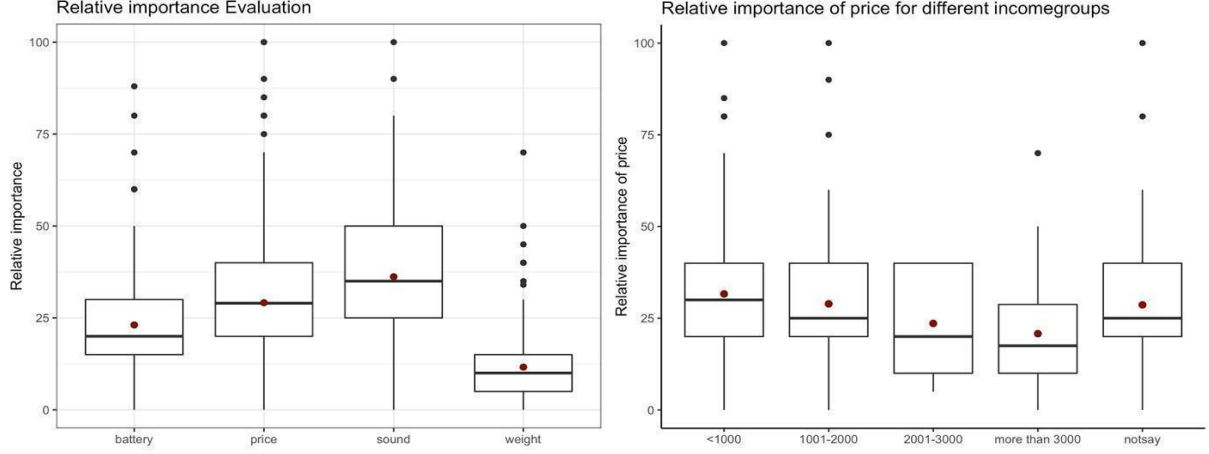 Relative importance Evaluation
Relative importance
100
75
50
25
0
battery price sound weight
Relative importance of price for different incomegroups
Relative importance of price
100
75
50
25
0
<1000 1001-2000 2001-3000 more than 3000 notsay